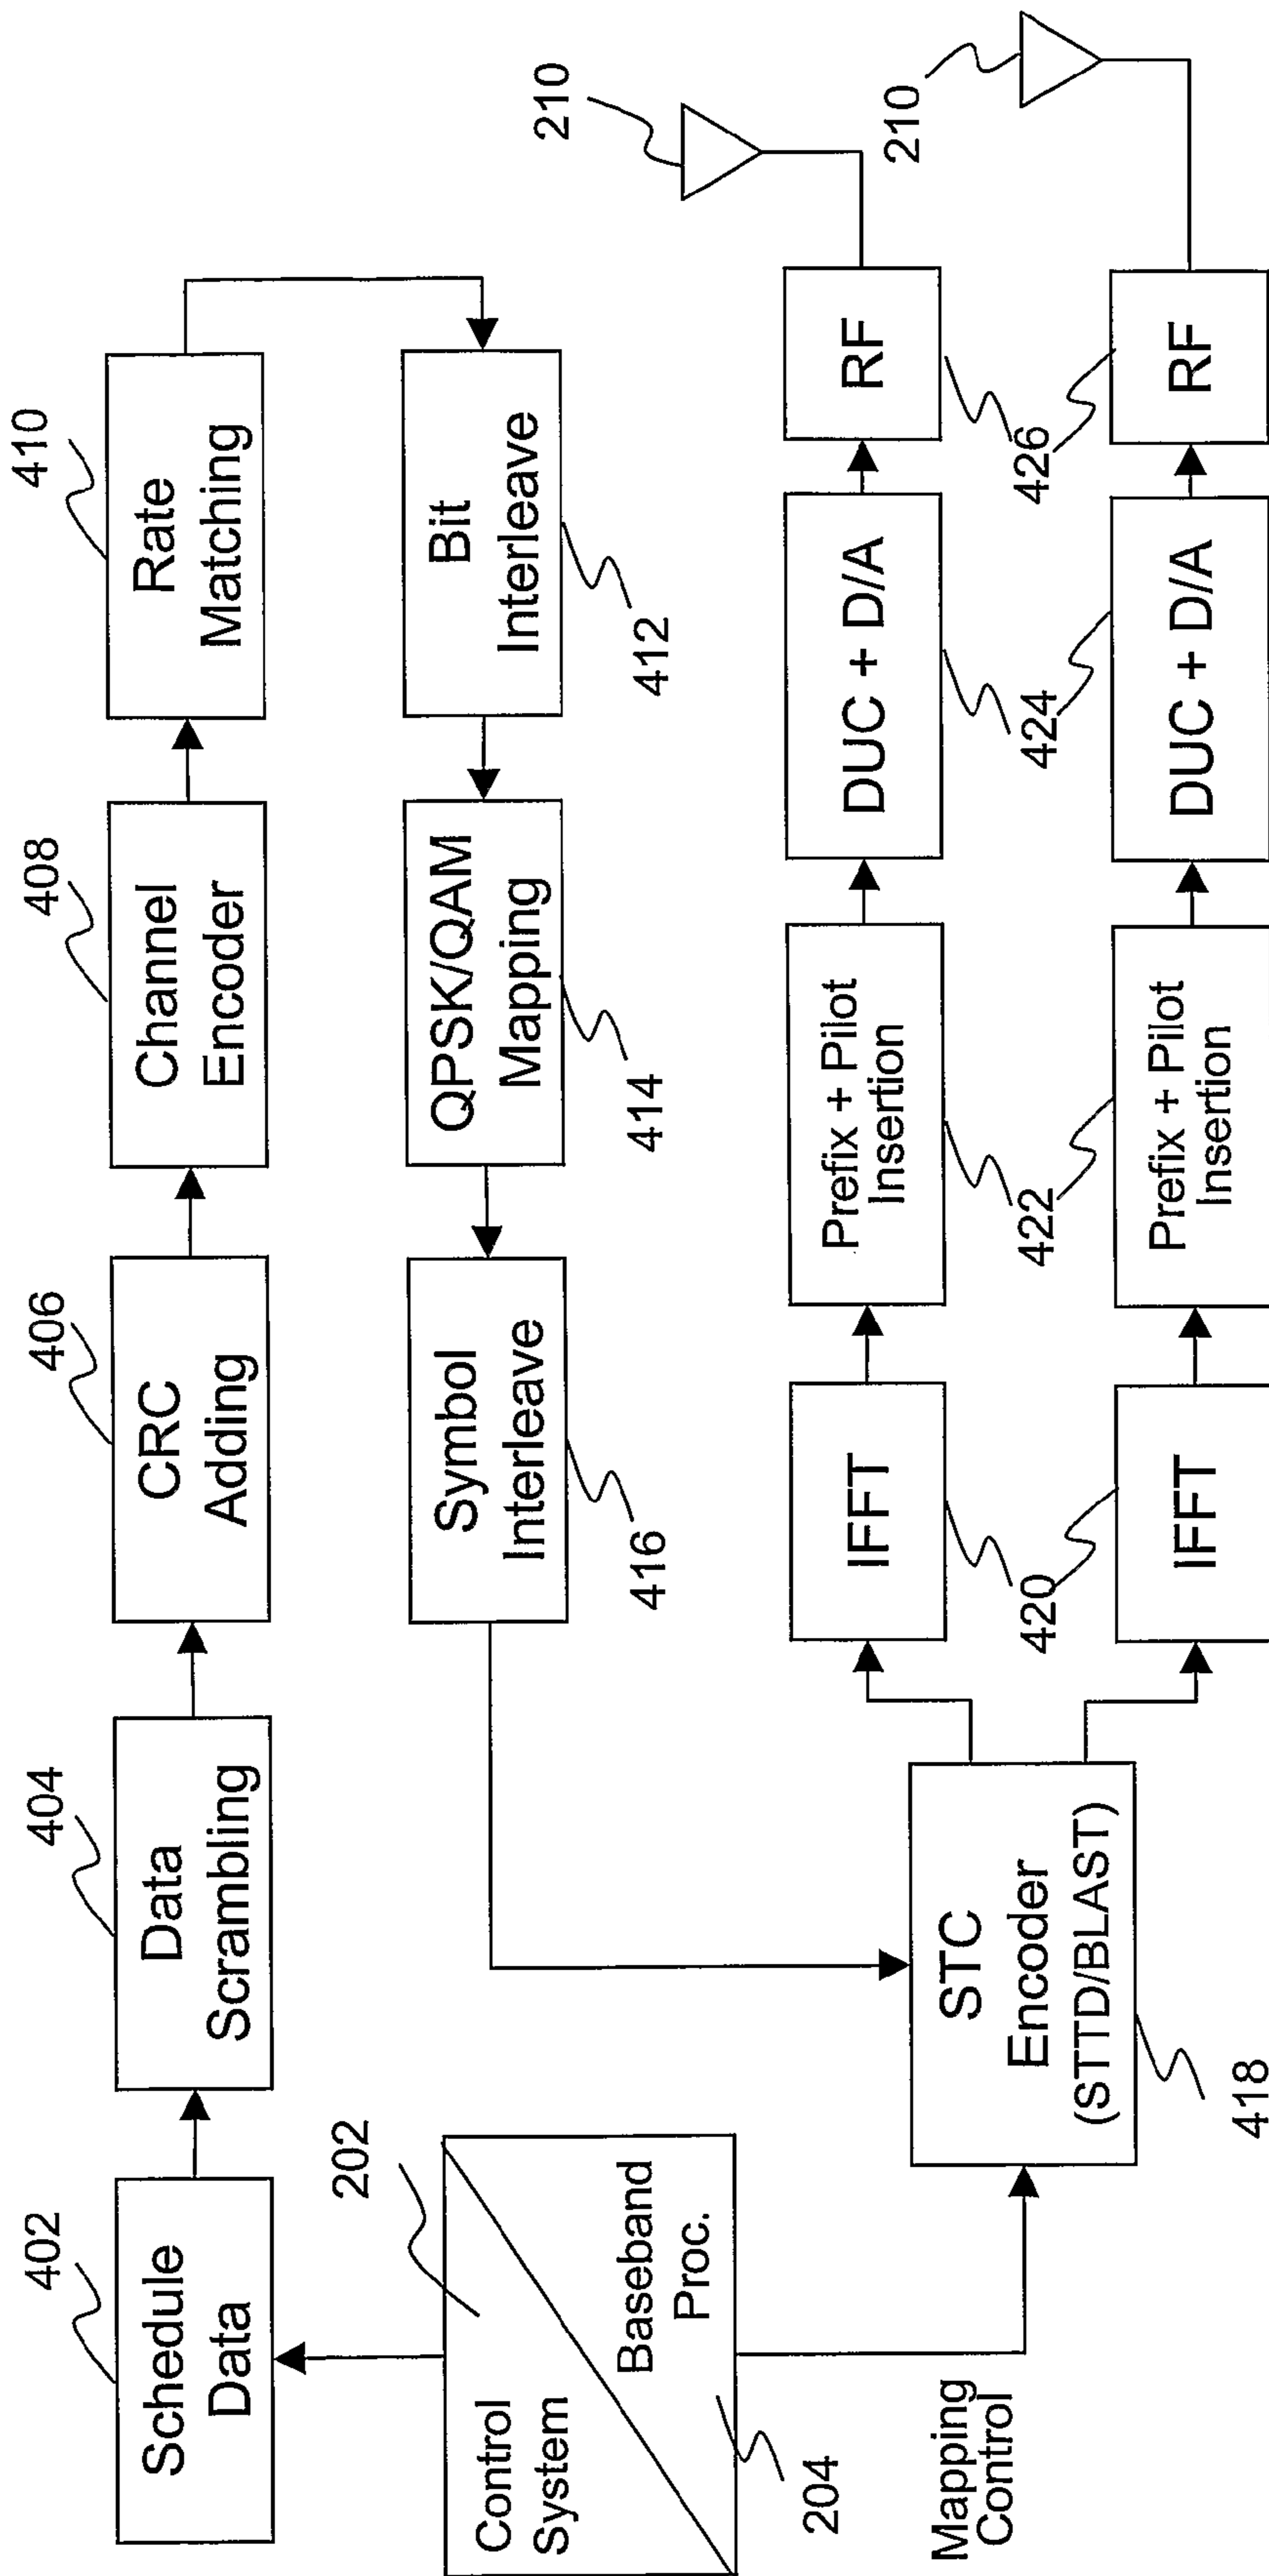 402
Schedule
Data
404
Data
Scrambling
406
CRC
Adding
408
Channel
Encoder
410
Rate
Matching
202
Control
System
Baseband
Proc.
204
Mapping
Control
416
Symbol
Interleave
414
QPSK/QAM
Mapping
412
Bit
Interleave
STC
Encoder
(STTD/BLAST)
418
IFFT
420
IFFT
Prefix + Pilot
Insertion
422
Prefix + Pilot
Insertion
DUC + D/A
424
DUC + D/A
RF
426
RF
210
210